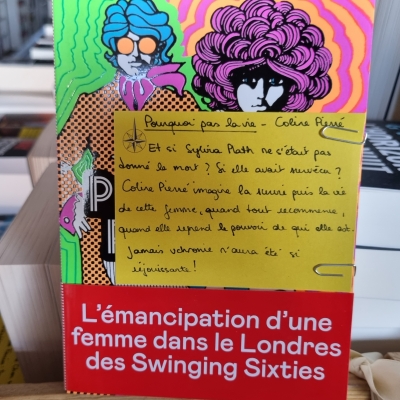 Pourquoi pas la vie - Coline Pierré
Et si Sylvia Plath ne s'était pas
donné la mort ? Si elle avait survécu ?
Coline Pierré imagine la survie puis la vie
de cette femme, quand tout recommence,
quand elle reprend le pouvoir de qui elle est.
Jamais uchronie n'aura été si
réjouissante !
L'émancipation d'une
femme dans le Londres
des Swinging Sixties